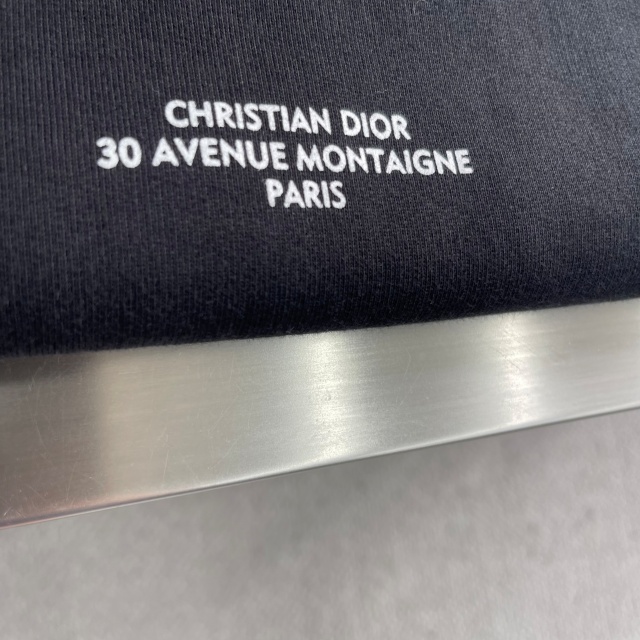 CHRISTIAN DIOR
30 AVENUE MONTAIGNE
PARIS